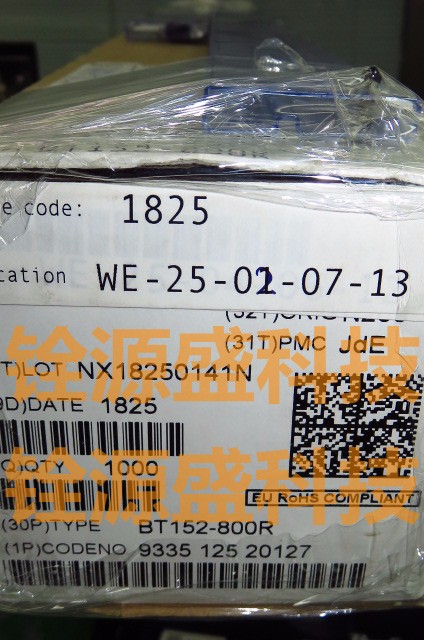 e code: 1825
cation WE-25-02-07-13
(31T)PMC JdE
T)LOT NX18250141N
9D)DATE 1825
Q)QTY 1000
EU RoHS COMPLIANT
(30P)TYPE BT152-800R
(1P)CODENO 9335 125 20127
铨源盛科技
铨源盛科技